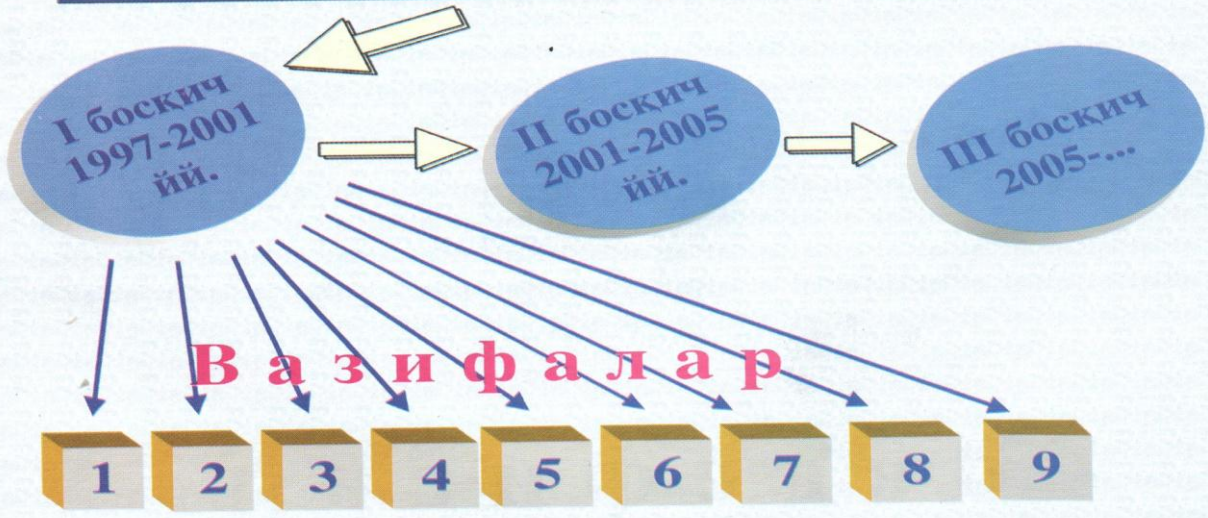 I босқич
1997-2001
йй.
II босқич
2001-2005
йй.
III босқич
2005-...
Вазифалар
1 2 3 4 5 6 7 8 9